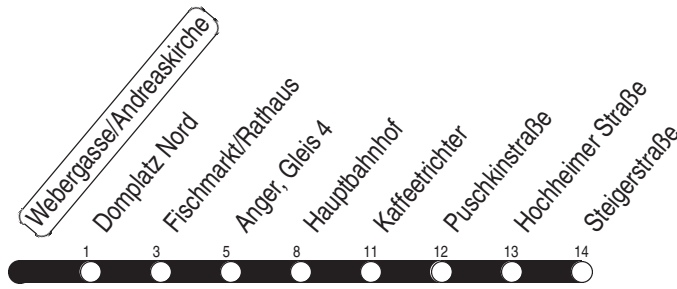 Webergasse/Andreaskirche
Domplatz Nord
Fischmarkt/Rathaus
Anger, Gleis 4
Hauptbahnhof
Kaffeetrichter
Puschkinstraße
Hochheimer Straße
Steigerstraße
1 3 5 8 11 12 13 14